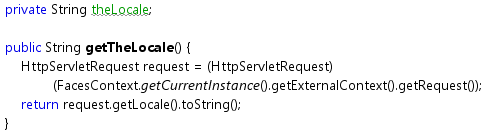 private String theLocale;
public String getTheLocale() {
HttpServletRequest request = (HttpServletRequest)
(FacesContext.getCurrentInstance().getExternalContext().getRequest());
return request.getLocale().toString();
}